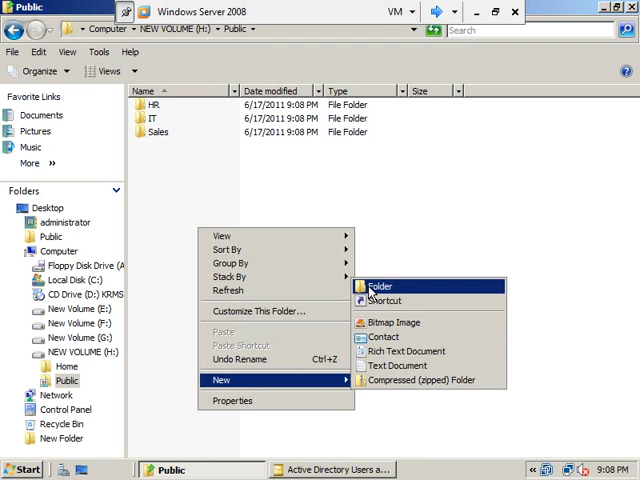 Public
Windows Server 2008
VM
Computer
NEW VOLUME (H:)
Public
Search
File Edit View Tools Help
Organize Views
Favorite Links
Documents
Pictures
Music
More »
Folders
Desktop
administrator
Public
Computer
Floppy Disk Drive (A
Local Disk (C:)
CD Drive (D:) KRMS
New Volume (E:)
New Volume (F:)
New Volume (G:)
NEW VOLUME (H:)
Home
Public
Network
Control Panel
Recycle Bin
New Folder
Name Date modified Type Size
HR 6/17/2011 9:08 PM File Folder
IT 6/17/2011 9:08 PM File Folder
Sales 6/17/2011 9:08 PM File Folder
View
Sort By
Group By
Stack By
Refresh
Customize This Folder...
Paste
Paste Shortcut
Undo Rename Ctrl+Z
New
Properties
Folder
Shortcut
Bitmap Image
Contact
Rich Text Document
Text Document
Compressed (zipped) Folder
Start
Public
Active Directory Users a...
9:08 PM